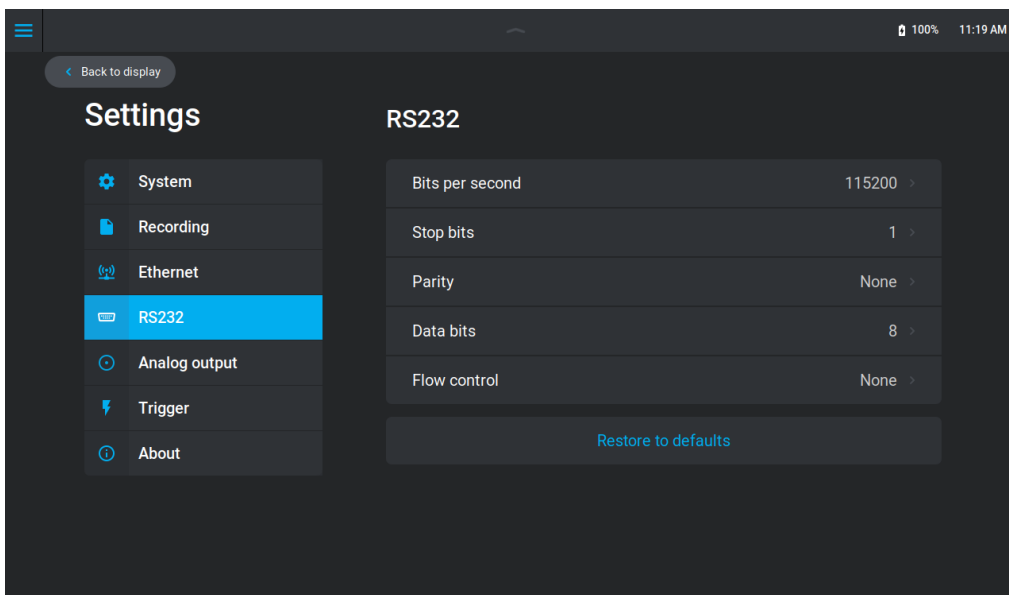 100% 11:19 AM
Back to display
Settings
System
Recording
Ethernet
RS232
Analog output
Trigger
About
RS232
Bits per second 115200
Stop bits 1
Parity None
Data bits 8
Flow control None
Restore to defaults